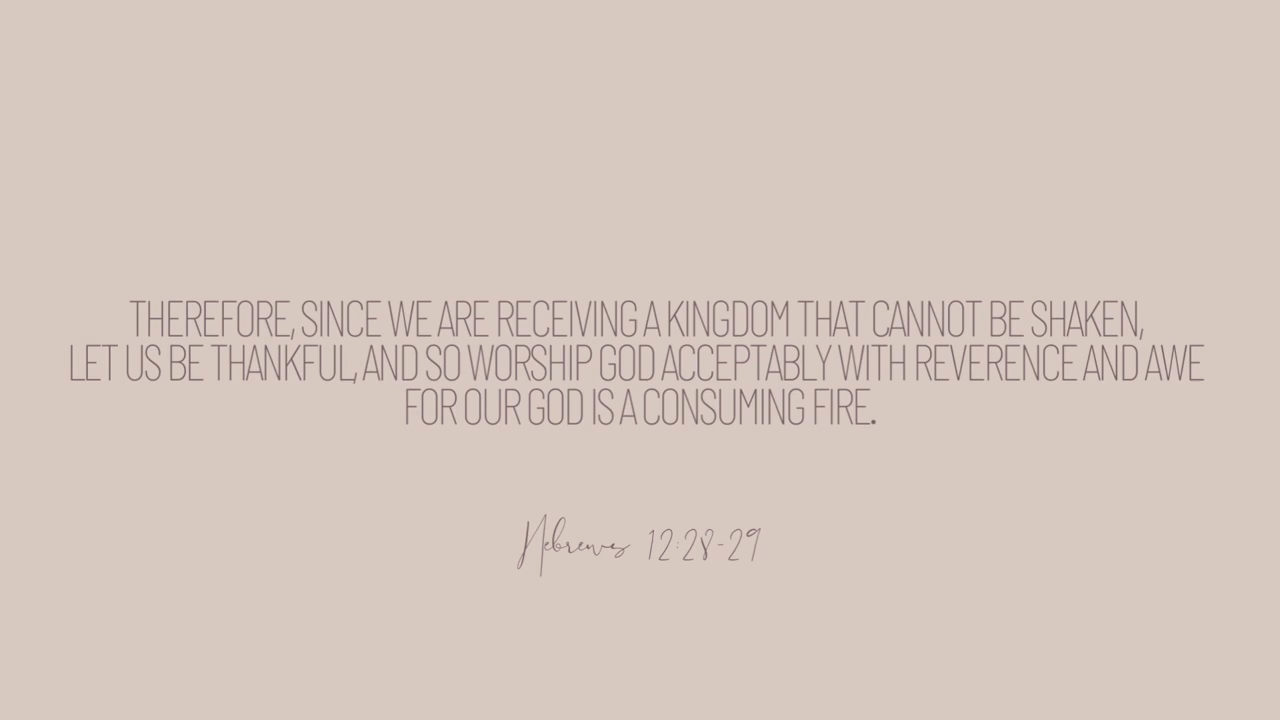 THEREFORE, SINCE WE ARE RECEIVING A KINGDOM THAT CANNOT BE SHAKEN,
LET US BE THANKFUL, AND SO WORSHIP GOD ACCEPTABLY WITH REVERENCE AND AWE
FOR OUR GOD IS A CONSUMING FIRE.
Hebrews 12:28-29